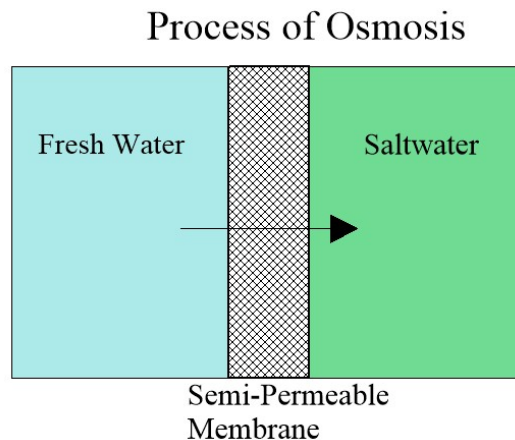 Process of Osmosis
Fresh Water
Saltwater
Semi-Permeable
Membrane